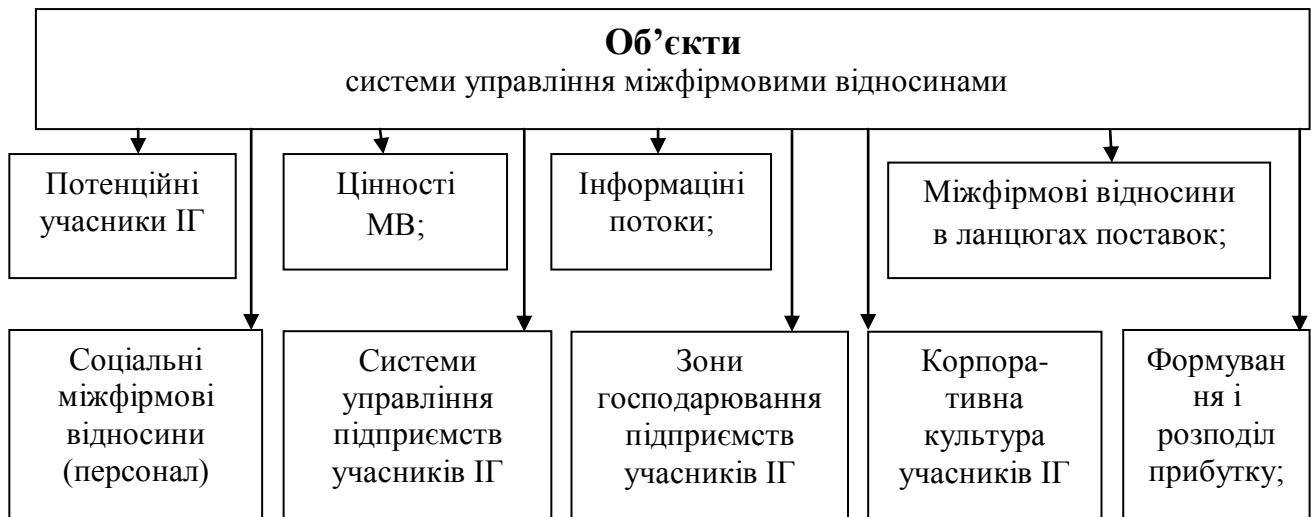 Об’єкти
системи управління міжфірмовими відносинами
Потенційні
учасники ІГ
Цінності
МВ;
Інформаціні
потоки;
Міжфірмові відносини
в ланцюгах поставок;
Соціальні
міжфірмові
відносини
(персонал)
Системи
управління
підприємств
учасників ІГ
Зони
господарювання
підприємств
учасників ІГ
Корпора-
тивна
культура
учасників ІГ
Формуван
ня і
розподіл
прибутку;